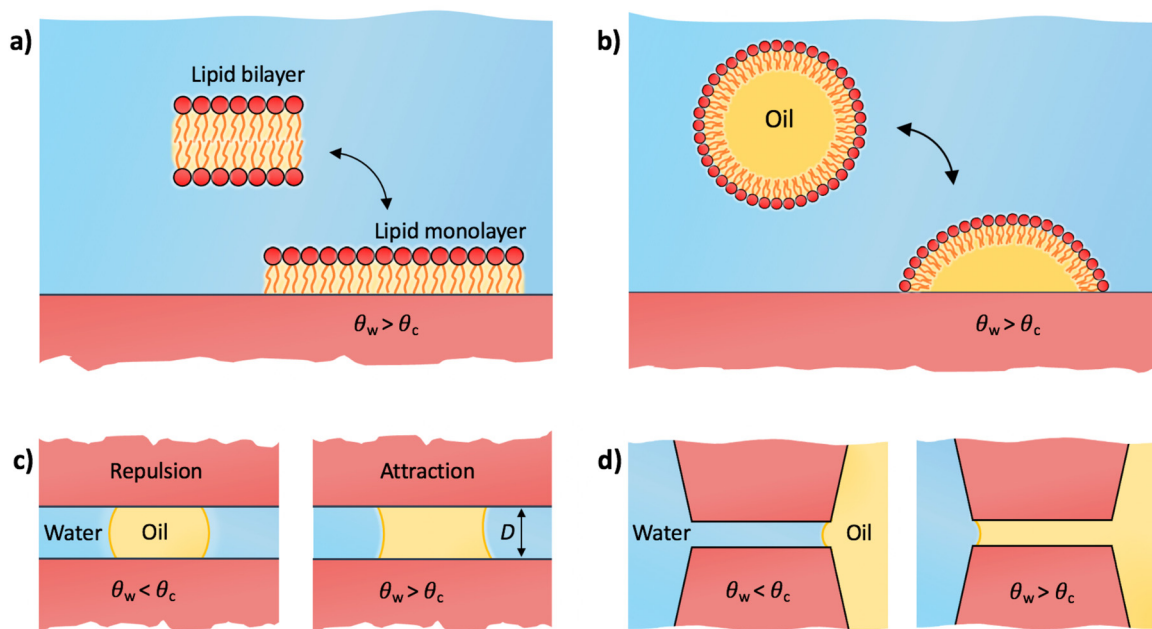 a)
Lipid bilayer
Lipid monolayer
θw > θc
b)
Oil
θw > θc
c)
Repulsion
Water
Oil
θw < θc
Attraction
D
θw > θc
d)
Water
Oil
θw < θc
θw > θc